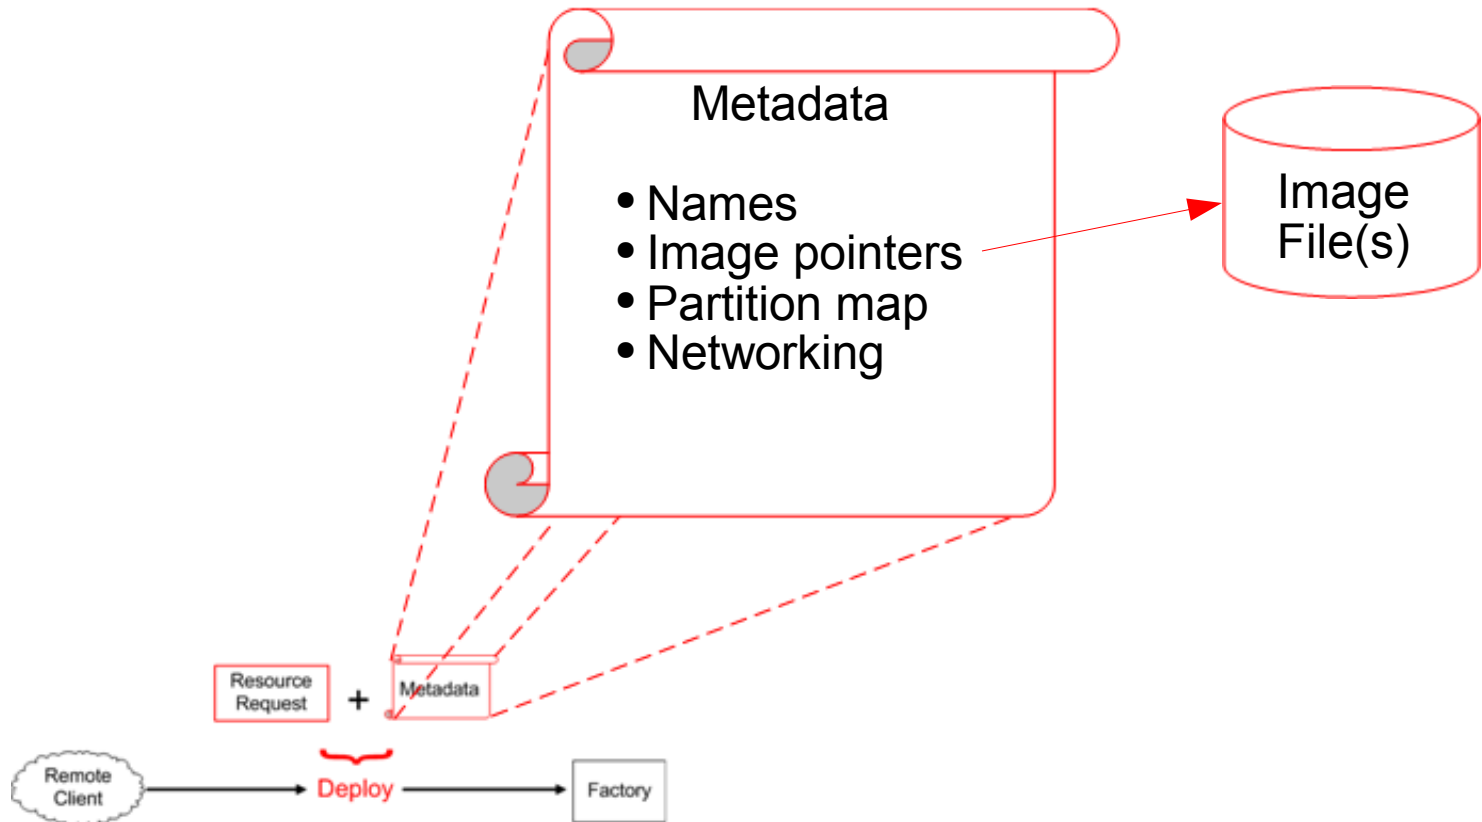 Metadata
• Names
• Image pointers
• Partition map
• Networking
Image
File(s)
Resource
Request
+
Metadata
Remote
Client
Deploy
Factory